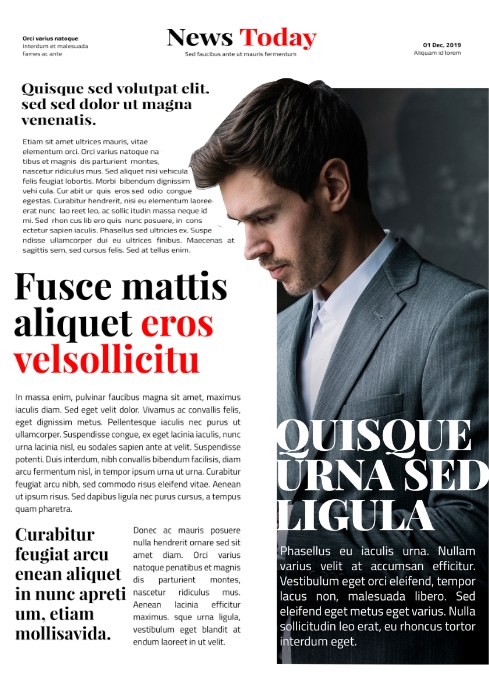 Orci varius natoque
Interdum et malesuada
fames ac ante
News Today
Sed faucibus ante ut mauris fermentum
01 Dec, 2019
Aliquam id lorem
Quisque sed volutpat elit.
sed sed dolor ut magna
venenatis.
Etiam sit amet ultrices mauris, vitae
elementum orci. Orci varius natoque na
tibus et magnis dis parturient montes,
nascetur ridiculus mus. Sed aliquet nisi vehicula
felis feugiat lobortis. Morbi bibendum dignissim
vehi cula. Cur abit ur quis eros sed odio congue
egestas. Curabitur hendrerit, nisi eu elementum laoree
erat nunc lao reet leo, ac sollic itudin massa neque id
mi. Sed rhon cus lib ero quis nunc posuere, in cons
ectetur sapien iaculis. Phasellus sed ultricies ex. Suspe
ndisse ullamcorper dui eu ultrices finibus. Maecenas at
sagittis sem, sed cursus felis. Sed at tellus enim.
Fusce mattis
aliquet eros
velsollicitu
In massa enim, pulvinar faucibus magna sit amet, maximus
iaculis diam. Sed eget velit dolor. Vivamus ac convallis felis,
eget dignissim metus. Pellentesque iaculis nec purus ut
ullamcorper. Suspendisse congue, ex eget lacinia iaculis, nunc
urna lacinia nisl, eu sodales sapien ante at velit. Suspendisse
potenti. Duis interdum, nibh convallis bibendum facilisis, diam
arcu fermentum nisl, in tempor ipsum urna ut urna. Curabitur
feugiat arcu nibh, sed commodo risus eleifend vitae. Aenean
ut ipsum risus. Sed dapibus ligula nec purus cursus, a tempus
quam pharetra.
Curabitur
feugiat arcu
enean aliquet
in nunc apreti
um, etiam
mollisavida.
Donec ac mauris posuere
nulla hendrerit ornare sed sit
amet diam. Orci varius
natoque penatibus et magnis
dis parturient montes,
nascetur ridiculus mus.
Aenean lacinia efficitur
maximus. sque urna ligula,
vestibulum eget blandit at
endum laoreet in ut velit.
QUISQUE
URNA SED
LIGULA
Phasellus eu iaculis urna. Nullam
varius velit at accumsan efficitur.
Vestibulum eget orci eleifend, tempor
lacus non, malesuada libero. Sed
eleifend eget metus eget varius. Nulla
sollicitudin leo erat, eu rhoncus tortor
interdum eget.